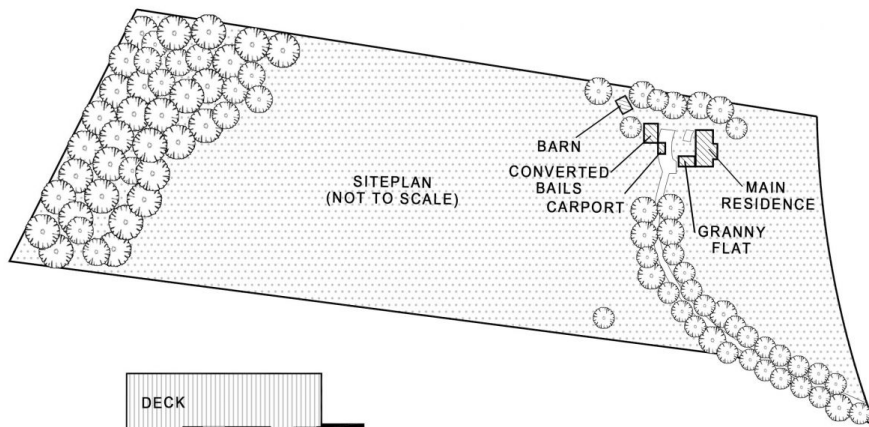 BARN
SITEPLAN
(NOT TO SCALE)
CONVERTED
BAILS
CARPORT
MAIN
RESIDENCE
GRANNY
FLAT
DECK